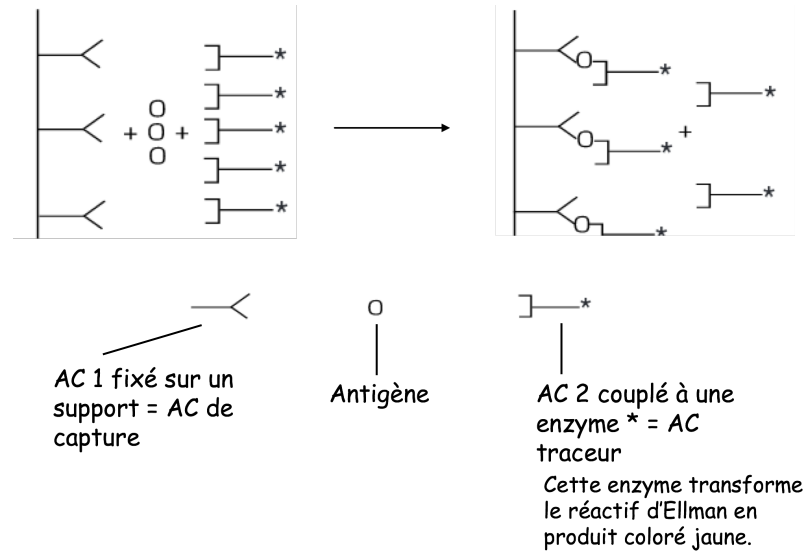 AC 1 fixé sur un
support = AC de
capture
Antigène
AC 2 couplé à une
enzyme * = AC
traceur
Cette enzyme transforme
le réactif d'Ellman en
produit coloré jaune.